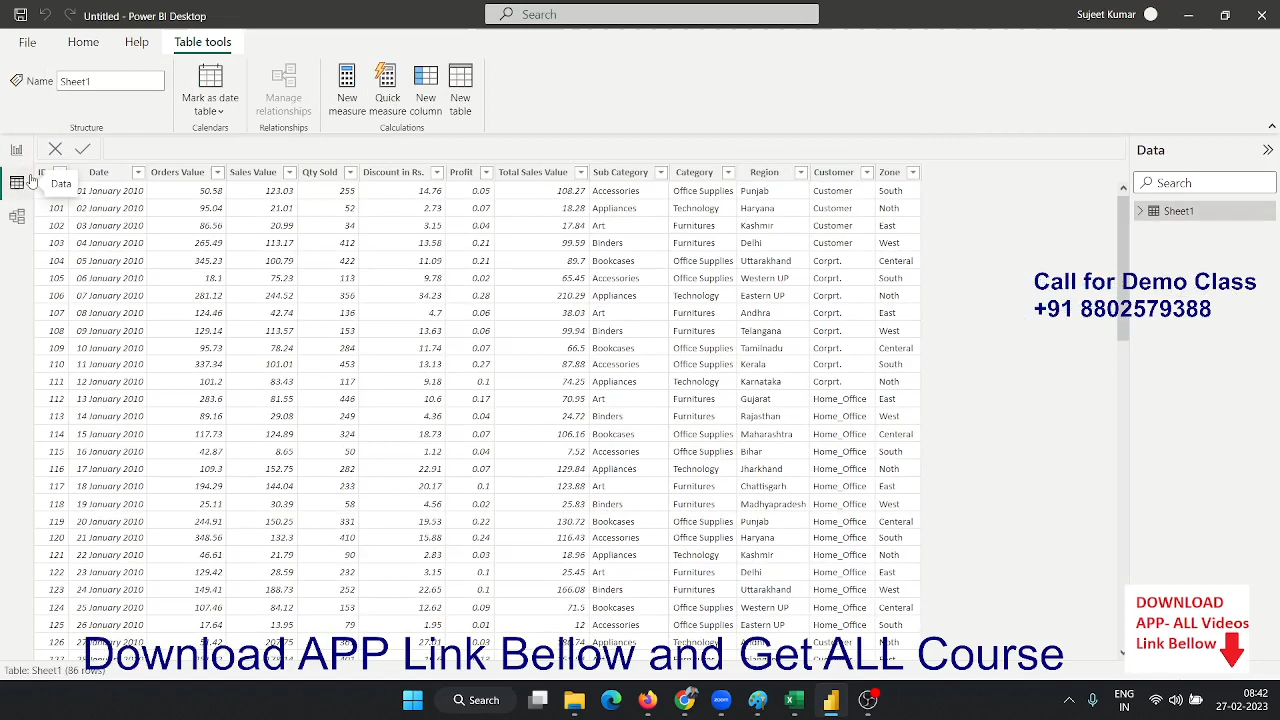 Untitled - Power BI Desktop
Search
Sujeet Kumar
File Home Help Table tools
Name Sheet1
Mark as date table
Manage relationships
New measure
Quick measure
New column
New table
Structure Calendars Relationships Calculations
Data
Date Orders Value Sales Value Qty Sold Discount in Rs. Profit Total Sales Value Sub Category Category Region Customer Zone
01 January 2010 50.58 123.03 255 14.76 0.05 108.27 Accessories Office Supplies Punjab Customer South
101 02 January 2010 95.04 21.01 52 2.73 0.07 18.28 Appliances Technology Haryana Customer Noth
102 03 January 2010 86.56 20.99 34 3.15 0.04 17.84 Art Furnitures Kashmir Customer East
103 04 January 2010 265.49 113.17 412 13.58 0.21 99.59 Binders Furnitures Delhi Customer West
104 05 January 2010 345.23 100.79 422 11.09 0.21 89.7 Bookcases Office Supplies Uttarakhand Corprt. Centeral
105 06 January 2010 18.1 75.23 113 9.78 0.02 65.45 Accessories Office Supplies Western UP Corprt. South
106 07 January 2010 281.12 244.52 356 34.23 0.28 210.29 Appliances Technology Eastern UP Corprt. Noth
107 08 January 2010 124.46 42.74 136 4.7 0.06 38.03 Art Furnitures Andhra Corprt. East
108 09 January 2010 129.14 113.57 153 13.63 0.06 99.94 Binders Furnitures Telangana Corprt. West
109 10 January 2010 95.73 78.24 284 11.74 0.07 66.5 Bookcases Office Supplies Tamilnadu Corprt. Centeral
110 11 January 2010 337.34 101.01 453 13.13 0.27 87.88 Accessories Office Supplies Kerala Corprt. South
111 12 January 2010 101.2 83.43 117 9.18 0.1 74.25 Appliances Technology Karnataka Corprt. Noth
112 13 January 2010 283.6 81.55 446 10.6 0.17 70.95 Art Furnitures Gujarat Home_Office East
113 14 January 2010 89.16 29.08 249 4.36 0.04 24.72 Binders Furnitures Rajasthan Home_Office West
114 15 January 2010 117.73 124.89 324 18.73 0.07 106.16 Bookcases Office Supplies Maharashtra Home_Office Centeral
115 16 January 2010 42.87 8.65 50 1.12 0.04 7.52 Accessories Office Supplies Bihar Home_Office South
116 17 January 2010 109.3 152.75 282 22.91 0.07 129.84 Appliances Technology Jharkhand Home_Office Noth
117 18 January 2010 194.29 144.04 233 20.17 0.1 123.88 Art Furnitures Chattisgarh Home_Office East
118 19 January 2010 25.11 30.39 58 4.56 0.02 25.83 Binders Furnitures Madhyapradesh Home_Office West
119 20 January 2010 244.91 150.25 331 19.53 0.22 130.72 Bookcases Office Supplies Punjab Home_Office Centeral
120 21 January 2010 348.56 132.3 410 15.88 0.24 116.43 Accessories Office Supplies Haryana Home_Office South
121 22 January 2010 46.61 21.79 90 2.83 0.03 18.96 Appliances Technology Kashmir Home_Office Noth
122 23 January 2010 129.42 28.59 232 3.15 0.1 25.45 Art Furnitures Delhi Home_Office East
123 24 January 2010 149.41 188.73 252 22.65 0.1 166.08 Binders Furnitures Uttarakhand Home_Office West
124 25 January 2010 107.46 84.12 153 12.62 0.09 71.5 Bookcases Office Supplies Western UP Home_Office Centeral
125 26 January 2010 17.64 13.95 79 1.95 0.01 12 Accessories Office Supplies Eastern UP Home_Office South
Data
Search
Sheet1
Call for Demo Class
+91 8802579388
DOWNLOAD
APP- ALL Videos
Link Bellow
Download APP Link Bellow and Get ALL Course
Table: Sheet1 (86 rows)
Search
zoom
ENG
IN
08:42